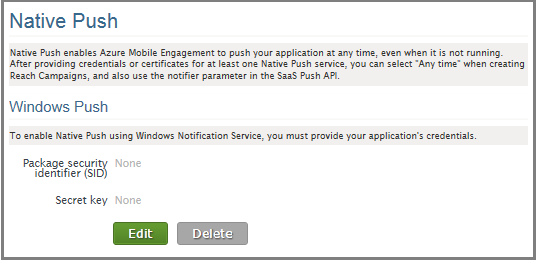 Native Push
Native Push enables Azure Mobile Engagement to push your application at any time, even when it is not running.
After providing credentials or certificates for at least one Native Push service, you can select "Any time" when creating
Reach Campaigns, and also use the notifier parameter in the SaaS Push API.
Windows Push
To enable Native Push using Windows Notification Service, you must provide your application's credentials.
Package security None
identifier (SID)
Secret key None
Edit Delete